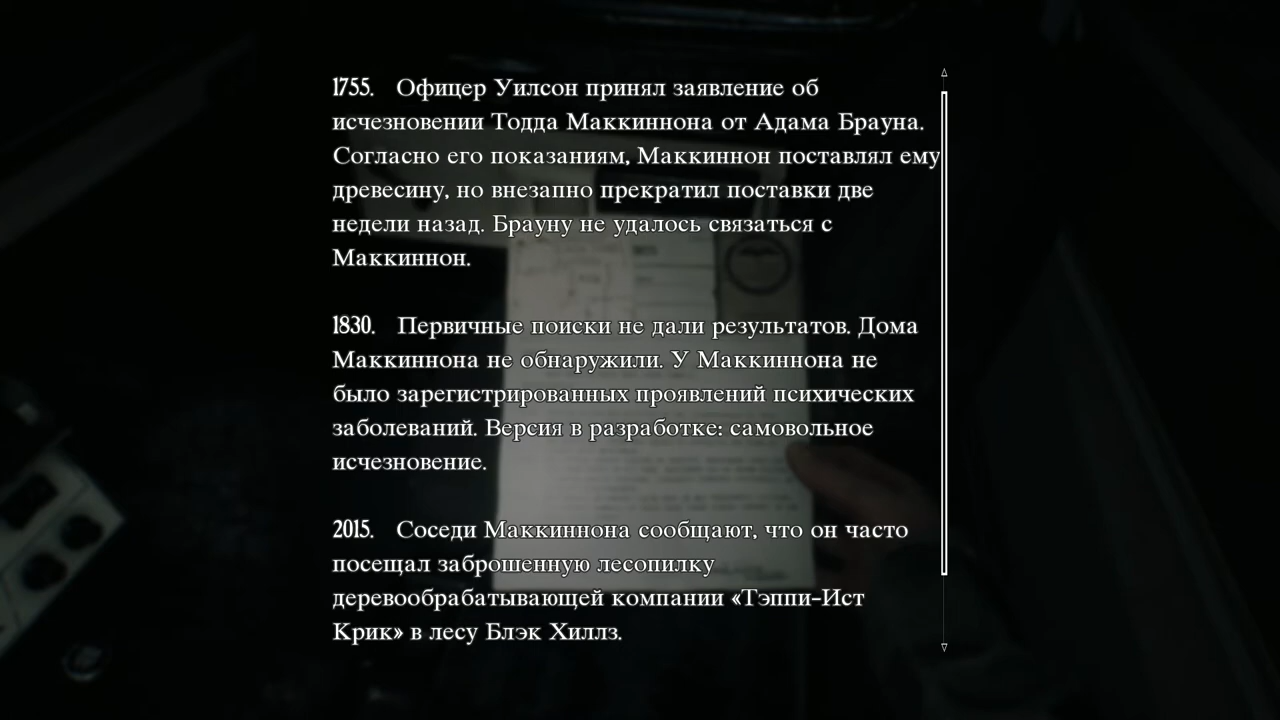 1755. Офицер Уилсон принял заявление об
исчезновении Тодда Маккиннона от Адама Брауна.
Согласно его показаниям, Маккиннон поставлял ему
древесину, но внезапно прекратил поставки две
недели назад. Брауну не удалось связаться с
Маккиннон.
1830. Первичные поиски не дали результатов. Дома
Маккиннона не обнаружили. У Маккиннона не
было зарегистрированных проявлений психических
заболеваний. Версия в разработке: самовольное
исчезновение.
2015. Соседи Маккиннона сообщают, что он часто
посещал заброшенную лесопилку
деревообрабатывающей компании «Тэппи-Ист
Крик» в лесу Блэк Хиллз.